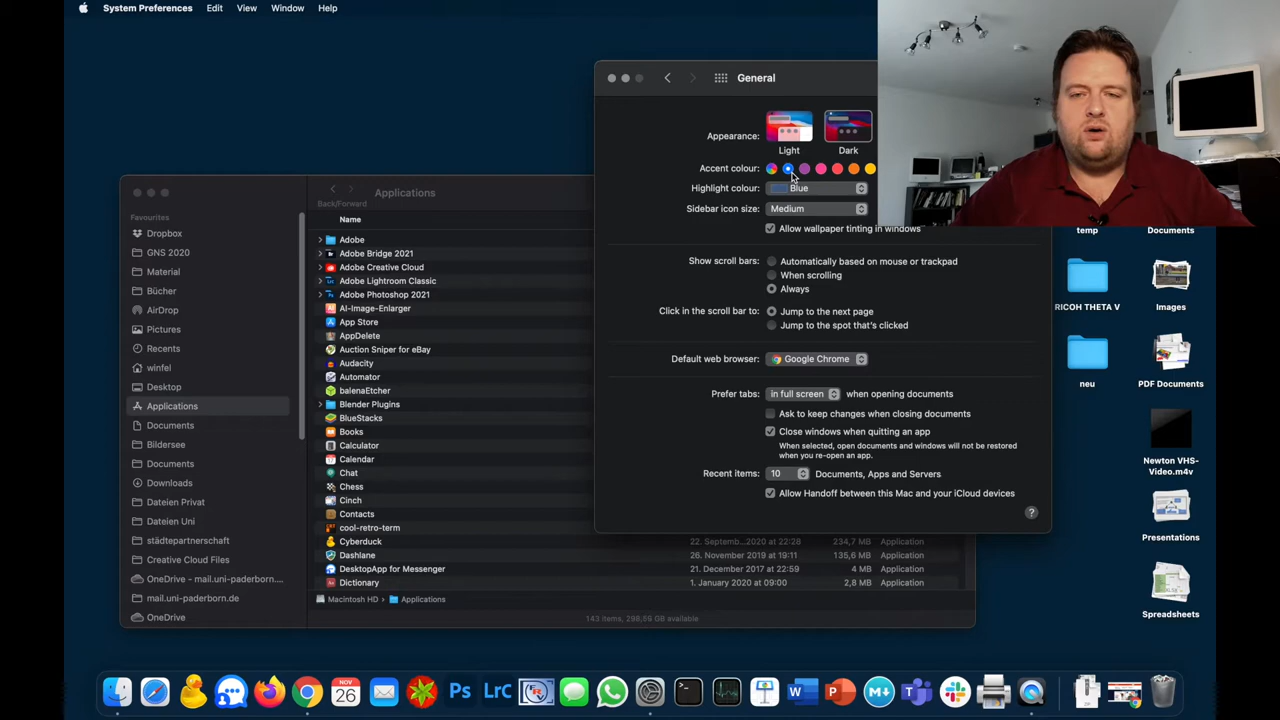 System Preferences Edit View Window Help
General
Appearance:
Light Dark
Accent colour:
Highlight colour: Blue
Sidebar icon size: Medium
Allow wallpaper tinting in windows
Show scroll bars: Automatically based on mouse or trackpad
When scrolling
Always
Click in the scroll bar to: Jump to the next page
Jump to the spot that's clicked
Default web browser: Google Chrome
Prefer tabs: in full screen when opening documents
Ask to keep changes when closing documents
Close windows when quitting an app
When selected, open documents and windows will not be restored
when you re-open an app.
Recent items: 10 Documents, Apps and Servers
Allow Handoff between this Mac and your iCloud devices
?
Applications
Back/Forward
Favourites
Dropbox
GNS 2020
Material
Bücher
AirDrop
Pictures
Recents
winfel
Desktop
Applications
Documents
Bildersee
Documents
Downloads
Dateien Privat
Dateien Uni
städtepartnerschaft
Creative Cloud Files
OneDrive - mail.uni-paderborn....
mail.uni-paderborn.de
OneDrive
Name
Adobe
Adobe Bridge 2021
Adobe Creative Cloud
Adobe Lightroom Classic
Adobe Photoshop 2021
AI-Image-Enlarger
App Store
AppDelete
Auction Sniper for eBay
Audacity
Automator
balenaEtcher
Blender Plugins
BlueStacks
Books
Calculator
Calendar
Chat
Chess
Cinch
Contacts
cool-retro-term
Cyberduck 22. Septemb...2020 at 22:28 234,7 MB Application
Dashlane 26. November 2019 at 19:11 135,6 MB Application
DesktopApp for Messenger 21. December 2017 at 22:59 4 MB Application
Dictionary 1. January 2020 at 09:00 2,8 MB Application
Macintosh HD Applications
143 items, 298,69 GB available
temp Documents
RICOH THETA V Images
neu PDF Documents
Newton VHS-
Video.m4v
Presentations
Spreadsheets
NOV
26
Ps
LrC
W
P
M
T